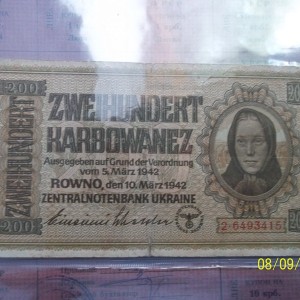 200
ZWEIHUNDERT
ZWEIHUNDERT
KARBOWANEZ
Ausgegeben auf Grund der Verordnung
vom 5. März 1942
ROWNO, den 10. März 1942
ZENTRALNOTENBANK UKRAINE
2-6493415
200
08/09/